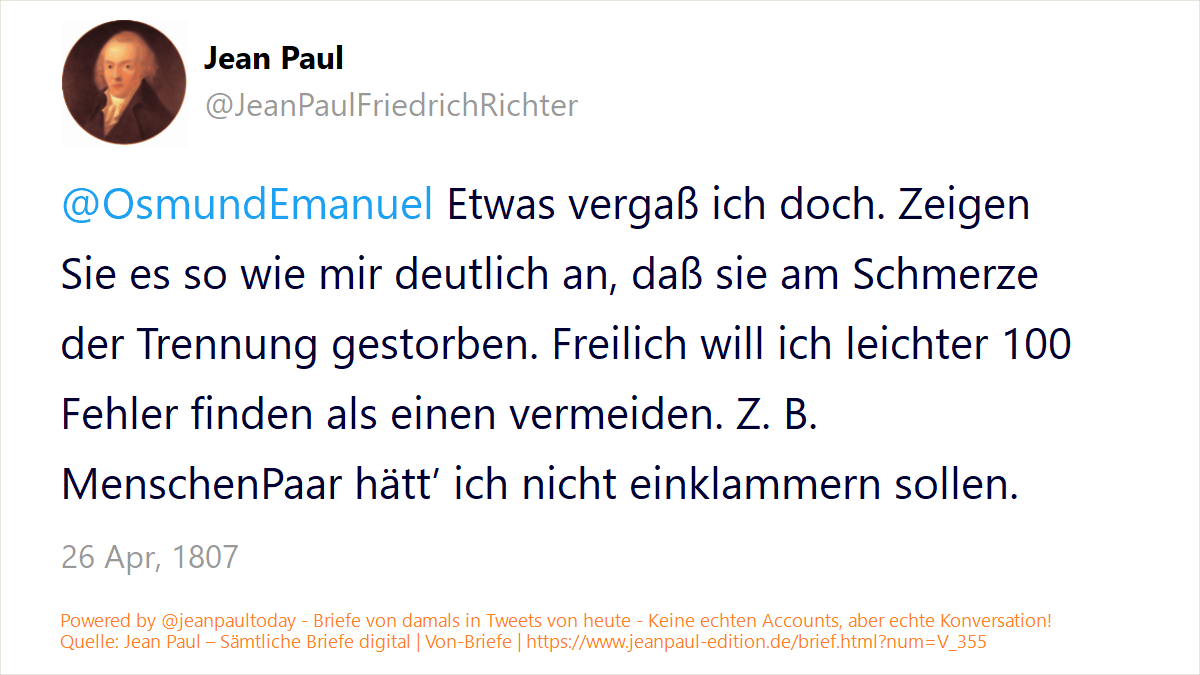 Jean Paul
@JeanPaulFriedrichRichter
@OsmundEmanuel Etwas vergaß ich doch. Zeigen
Sie es so wie mir deutlich an, daß sie am Schmerze
der Trennung gestorben. Freilich will ich leichter 100
Fehler finden als einen vermeiden. Z. B.
MenschenPaar hätt’ ich nicht einklammern sollen.
26 Apr, 1807
Powered by @jeanpaultoday - Briefe von damals in Tweets von heute - Keine echten Accounts, aber echte Konversation!
Quelle: Jean Paul – Sämtliche Briefe digital | Von-Briefe | https://www.jeanpaul-edition.de/brief.html?num=V_355